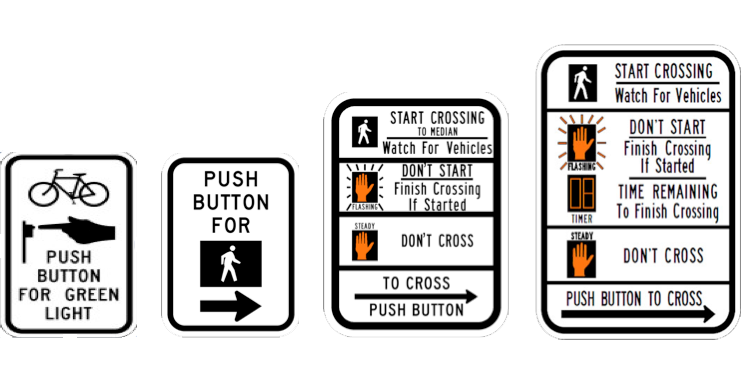 PUSH
BUTTON
FOR GREEN
LIGHT
PUSH
BUTTON
FOR
START CROSSING
TO MEDIAN
Watch For Vehicles
DON'T START
Finish Crossing
If Started
FLASHING
STEADY
DON'T CROSS
TO CROSS
PUSH BUTTON
START CROSSING
Watch For Vehicles
DON'T START
Finish Crossing
If Started
FLASHING
TIME REMAINING
To Finish Crossing
TIMER
STEADY
DON'T CROSS
PUSH BUTTON TO CROSS